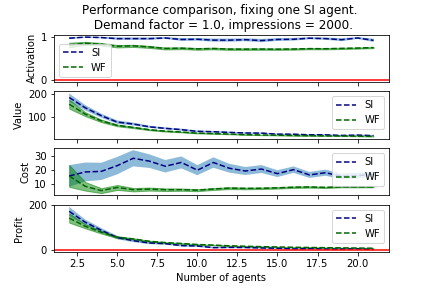 Performance comparison, fixing one SI agent.
Demand factor = 1.0, impressions = 2000.
Activation
1
0
SI
WF
Value
200
100
SI
WF
Cost
30
20
10
SI
WF
Profit
200
0
SI
WF
2.5 5.0 7.5 10.0 12.5 15.0 17.5 20.0
Number of agents